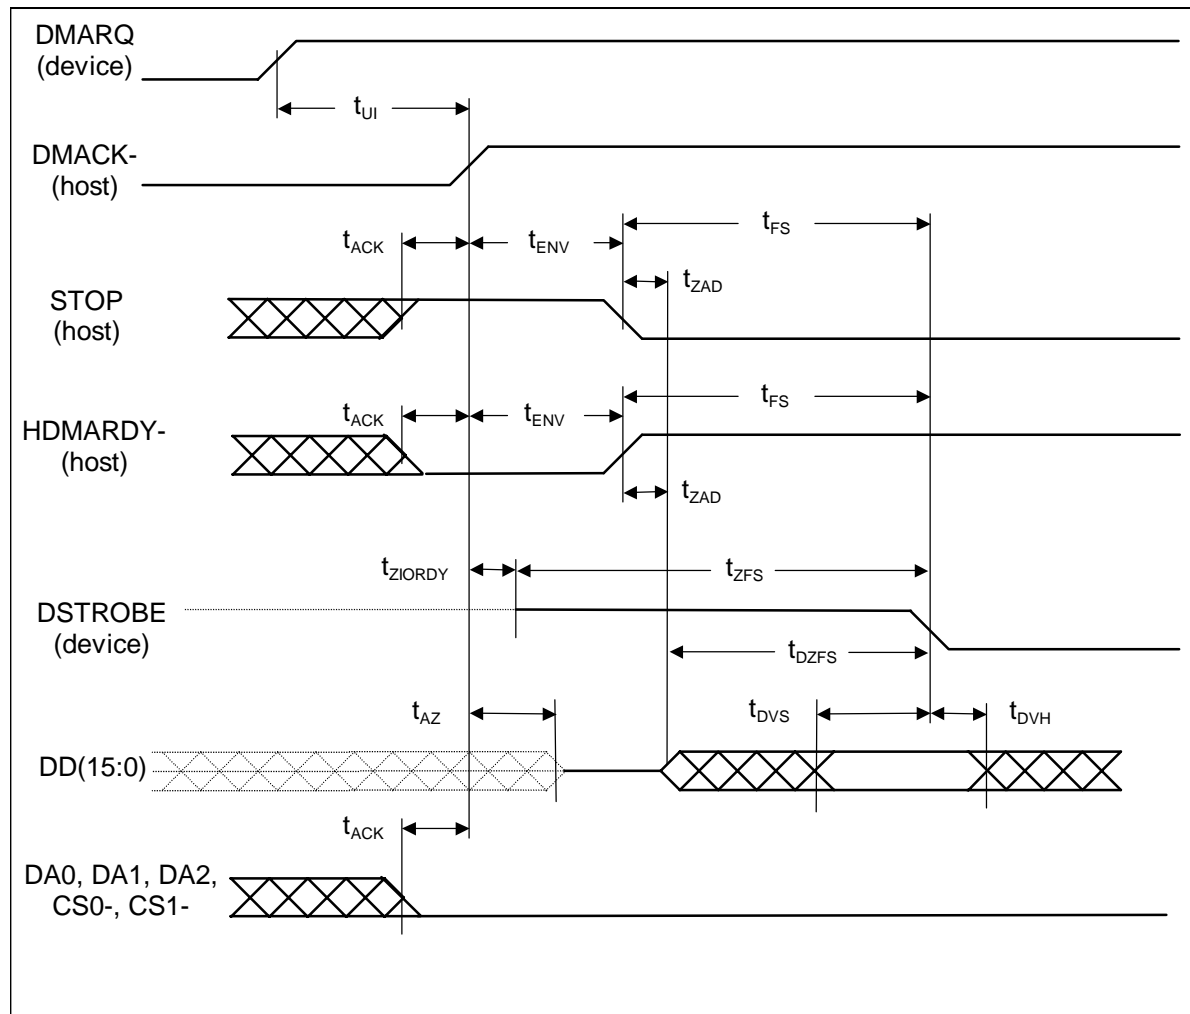 DMARQ
(device)
tUI
DMACK-
(host)
tFS
tACK
tENV
tZAD
STOP
(host)
tFS
tACK
tENV
HDMARDY-
(host)
tZAD
tZIORDY
tZFS
DSTROBE
(device)
tDZFS
tAZ
tDVS
tDVH
DD(15:0)
tACK
DA0, DA1, DA2,
CS0-, CS1-